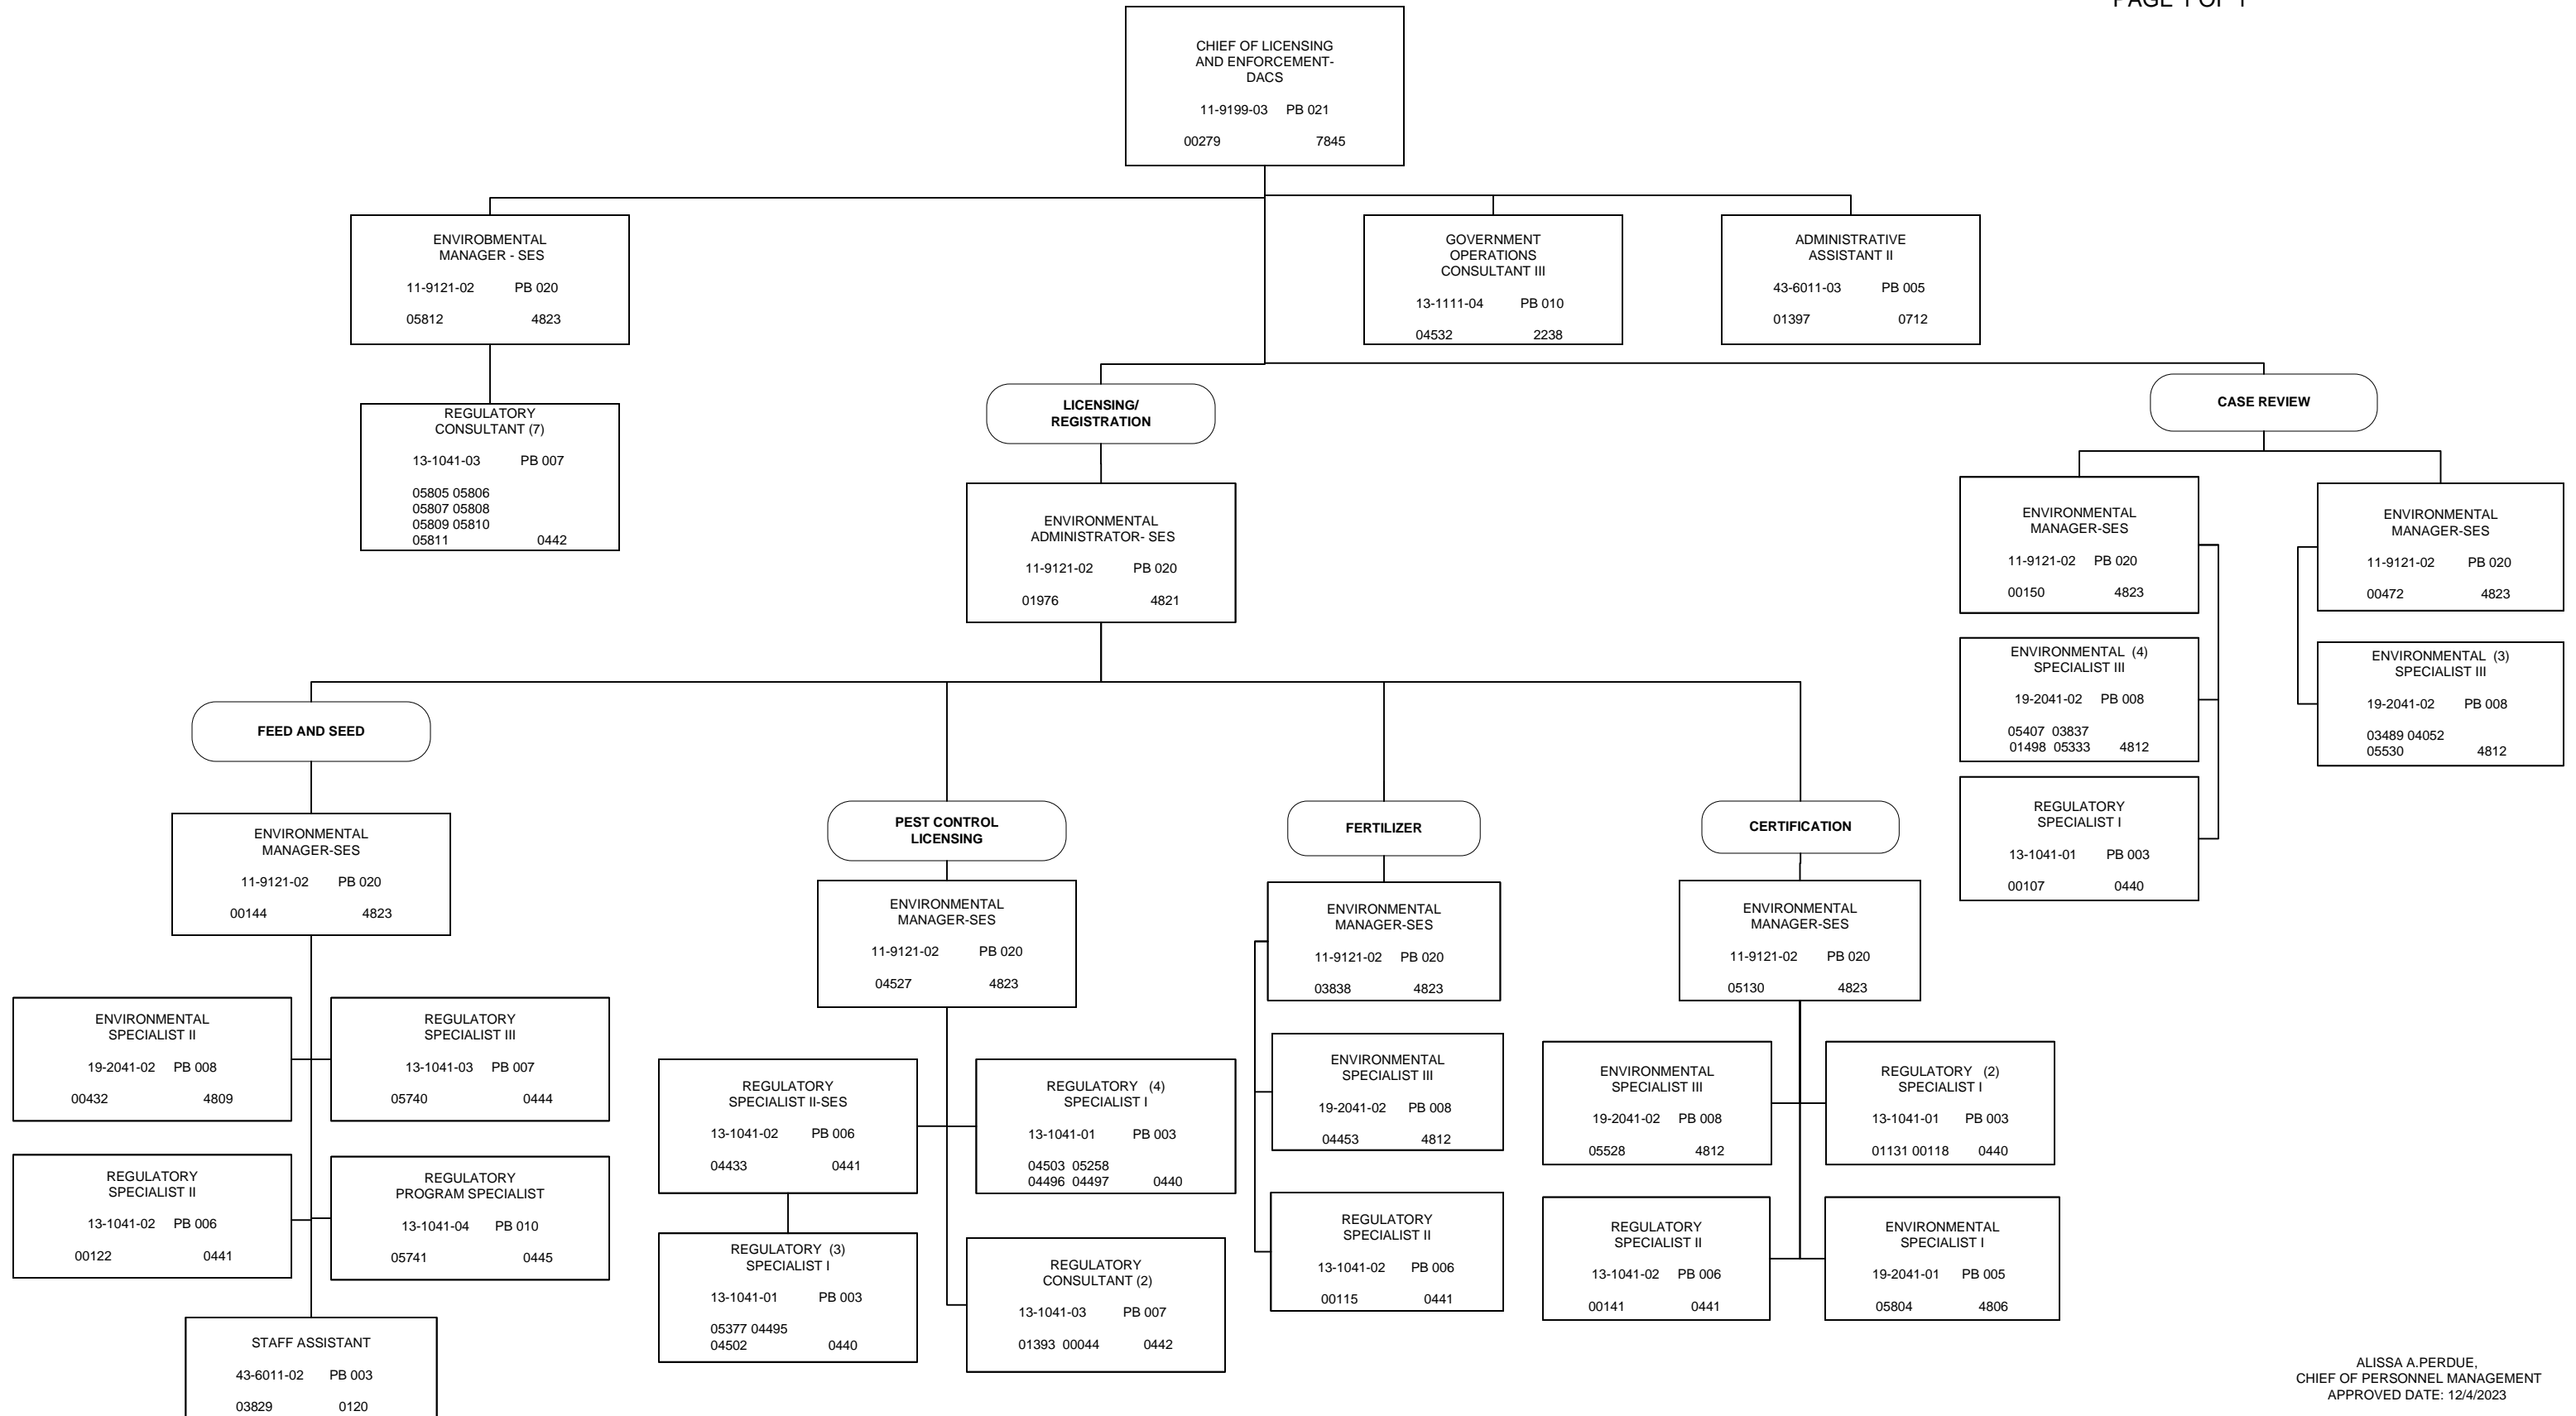 PAGE 1 OF 1
CHIEF OF LICENSING
AND ENFORCEMENT-
DACS
11-9199-03 PB 021
00279 7845
ENVIROBMENTAL
MANAGER - SES
11-9121-02 PB 020
05812 4823
GOVERNMENT
OPERATIONS
CONSULTANT III
13-1111-04 PB 010
04532 2238
ADMINISTRATIVE
ASSISTANT II
43-6011-03 PB 005
01397 0712
REGULATORY
CONSULTANT (7)
13-1041-03 PB 007
05805 05806
05807 05808
05809 05810
05811 0442
LICENSING/
REGISTRATION
ENVIRONMENTAL
ADMINISTRATOR- SES
11-9121-02 PB 020
01976 4821
CASE REVIEW
ENVIRONMENTAL
MANAGER-SES
11-9121-02 PB 020
00150 4823
ENVIRONMENTAL (4)
SPECIALIST III
19-2041-02 PB 008
05407 03837
01498 05333 4812
REGULATORY
SPECIALIST I
13-1041-01 PB 003
00107 0440
ENVIRONMENTAL
MANAGER-SES
11-9121-02 PB 020
00472 4823
ENVIRONMENTAL (3)
SPECIALIST III
19-2041-02 PB 008
03489 04052
05530 4812
FEED AND SEED
ENVIRONMENTAL
MANAGER-SES
11-9121-02 PB 020
00144 4823
ENVIRONMENTAL
SPECIALIST II
19-2041-02 PB 008
00432 4809
REGULATORY
SPECIALIST III
13-1041-03 PB 007
05740 0444
REGULATORY
SPECIALIST II
13-1041-02 PB 006
00122 0441
REGULATORY
PROGRAM SPECIALIST
13-1041-04 PB 010
05741 0445
STAFF ASSISTANT
43-6011-02 PB 003
03829 0120
PEST CONTROL
LICENSING
ENVIRONMENTAL
MANAGER-SES
11-9121-02 PB 020
04527 4823
REGULATORY
SPECIALIST II-SES
13-1041-02 PB 006
04433 0441
REGULATORY (4)
SPECIALIST I
13-1041-01 PB 003
04503 05258
04496 04497 0440
REGULATORY (3)
SPECIALIST I
13-1041-01 PB 003
05377 04495
04502 0440
REGULATORY
CONSULTANT (2)
13-1041-03 PB 007
01393 00044 0442
FERTILIZER
ENVIRONMENTAL
MANAGER-SES
11-9121-02 PB 020
03838 4823
ENVIRONMENTAL
SPECIALIST III
19-2041-02 PB 008
04453 4812
REGULATORY
SPECIALIST II
13-1041-02 PB 006
00115 0441
CERTIFICATION
ENVIRONMENTAL
MANAGER-SES
11-9121-02 PB 020
05130 4823
ENVIRONMENTAL
SPECIALIST III
19-2041-02 PB 008
05528 4812
REGULATORY (2)
SPECIALIST I
13-1041-01 PB 003
01131 00118 0440
REGULATORY
SPECIALIST II
13-1041-02 PB 006
00141 0441
ENVIRONMENTAL
SPECIALIST I
19-2041-01 PB 005
05804 4806
ALISSA A.PERDUE,
CHIEF OF PERSONNEL MANAGEMENT
APPROVED DATE: 12/4/2023